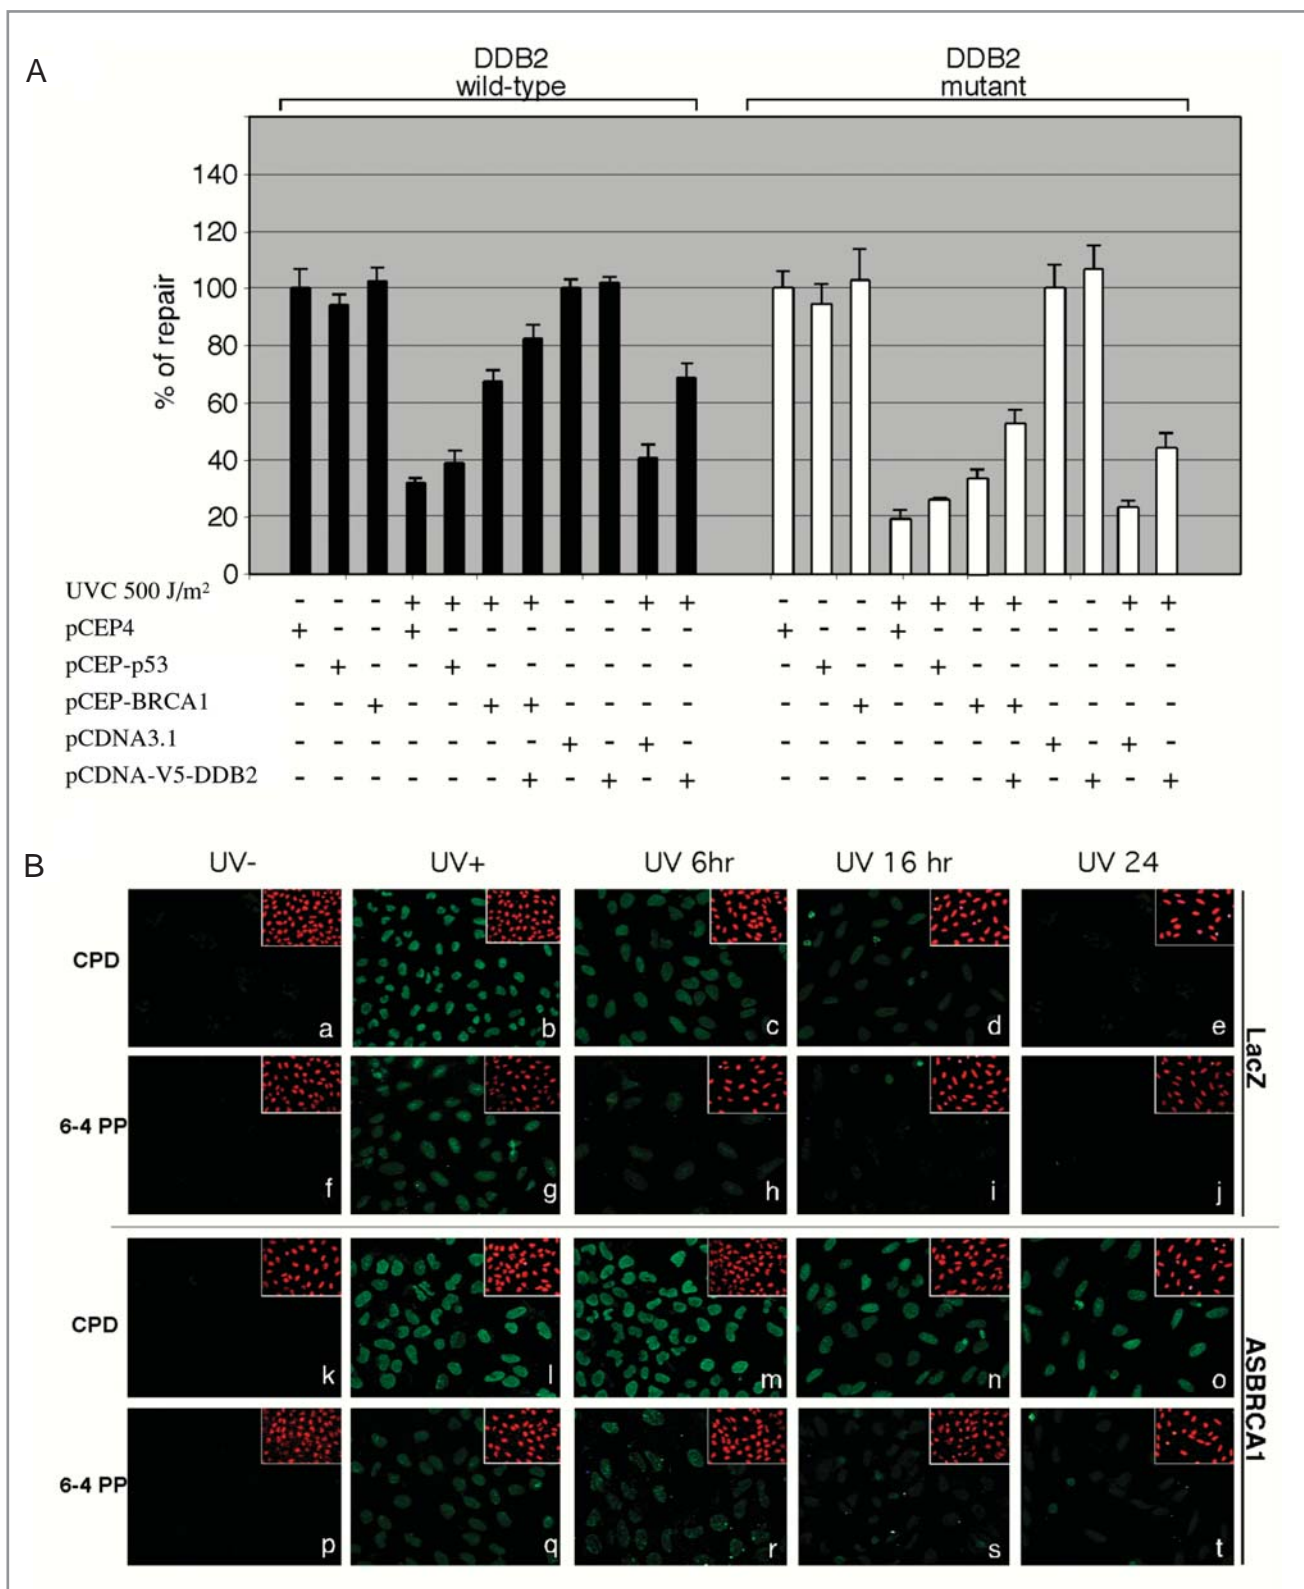 A
DDB2
wild-type
DDB2
mutant
140
120
100
80
60
40
20
0
% of repair
UVC 500 J/m² - - - + + + + - - + + - - - + + + + - - + +
pCEP4 + - - + - - - - - - - + - - + - - - - - - -
pCEP-p53 - + - - + - - - - - - - + - - + - - - - - -
pCEP-BRCA1 - - + - - + + - - - - - - + - - + + - - - -
pCDNA3.1 - - - - - - - + - + - - - - - - - - + - + -
pCDNA-V5-DDB2 - - - - - - + - + - + - - - - - - + - + - +
B
UV- UV+ UV 6hr UV 16 hr UV 24
CPD a b c d e
6-4 PP f g h i j
LacZ
CPD k l m n o
6-4 PP p q r s t
ASBRCA1